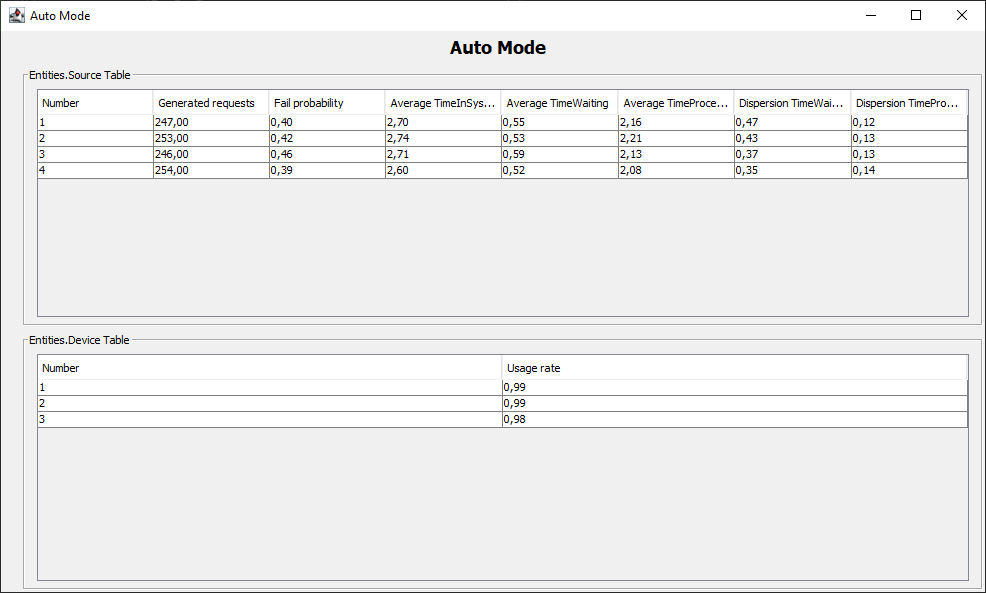 Auto Mode
Auto Mode
Entities.Source Table
Number Generated requests Fail probability Average TimeInSys... Average TimeWaiting Average TimeProce... Dispersion TimeWai... Dispersion TimePro...
1 247,00 0,40 2,70 0,55 2,16 0,47 0,12
2 253,00 0,42 2,74 0,53 2,21 0,43 0,13
3 246,00 0,46 2,71 0,59 2,13 0,37 0,13
4 254,00 0,39 2,60 0,52 2,08 0,35 0,14
Entities.Device Table
Number Usage rate
1 0,99
2 0,99
3 0,98